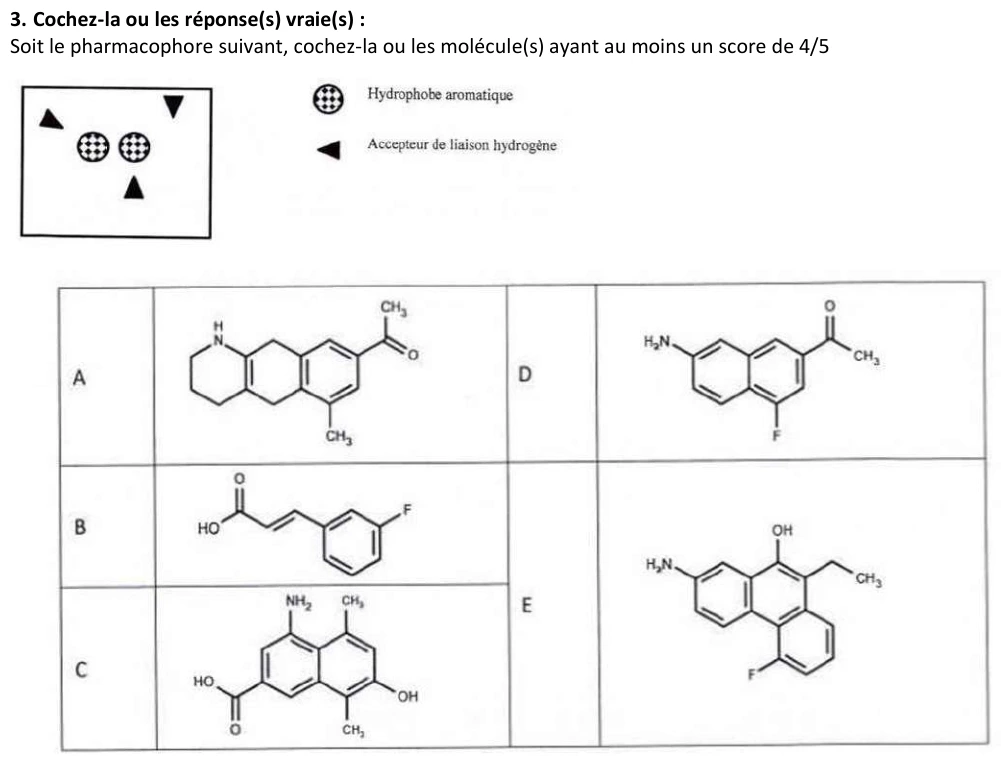 3. Cochez-la ou les réponse(s) vraie(s) :
Soit le pharmacophore suivant, cochez-la ou les molécule(s) ayant au moins un score de 4/5
Hydrophobe aromatique
Accepteur de liaison hydrogène
A
H
N
CH3
O
CH3
D
H2N
O
CH3
F
B
O
HO
F
C
NH2
CH3
HO
O
OH
CH3
E
OH
H2N
CH3
F